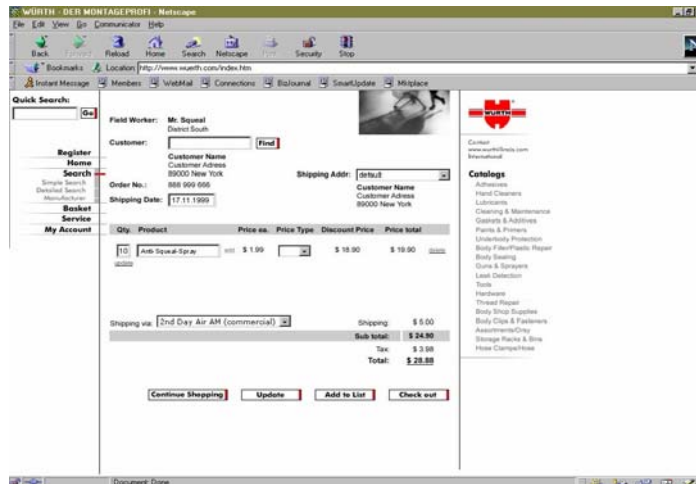 WÜRTH - DER MONTAGEPROFI - Netscape
File Edit View Go Communicator Help
Back Forward Reload Home Search Netscape Print Security Stop
Bookmarks Location: http://www.wuerth.com/index.htm
Instant Message Members WebMail Connections BizJournal SmartUpdate Mktplace
Quick Search:
Go
Register
Home
Search
Simple Search
Detailed Search
Manufacturer
Basket
Service
My Account
Field Worker: Mr. Squeal
District South
Customer: Find
Customer Name
Customer Adress
89000 New York
Shipping Addr: default
Customer Name
Customer Adress
89000 New York
Order No.: 888 999 666
Shipping Date: 17.11.1999
Qty. Product Price ea. Price Type Discount Price Price total
10 Anti-Squeal-Spray add $ 1.99 $ 18.90 $ 19.90 delete
update
Shipping via: 2nd Day Air AM (commercial) Shipping: $ 5.00
Sub total: $ 24.90
Tax: $ 3.98
Total: $ 28.88
Continue Shopping Update Add to List Check out
WÜRTH
Contact
www.wurthillinois.com
International
Catalogs
Adhesives
Hand Cleaners
Lubricants
Cleaning & Maintenance
Gaskets & Additives
Paints & Primers
Underbody Protection
Body Filler/Plastic Repair
Body Sealing
Guns & Sprayers
Leak Detection
Tools
Hardware
Thread Repair
Body Shop Supplies
Body Clips & Fasteners
Assortments/Orsy
Storage Racks & Bins
Hose Clamps/Hose
Document: Done